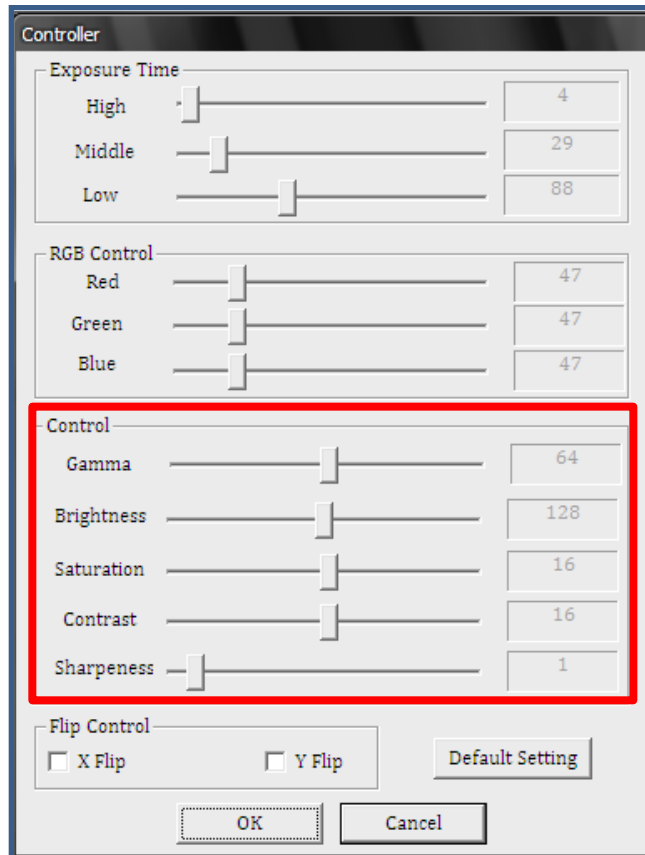 Controller
Exposure Time
High 4
Middle 29
Low 88
RGB Control
Red 47
Green 47
Blue 47
Control
Gamma 64
Brightness 128
Saturation 16
Contrast 16
Sharpeness 1
Flip Control
X Flip Y Flip Default Setting
OK Cancel